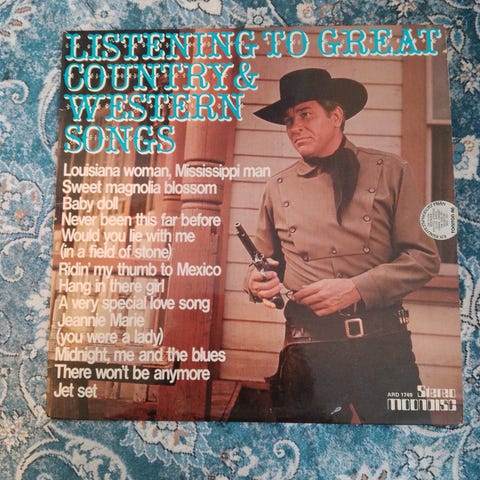 LISTENING TO GREAT
COUNTRY &
WESTERN
SONGS
Louisiana woman, Mississippi man
Sweet magnolia blossom
Baby doll
Never been this far before
Would you lie with me
(in a field of stone)
Ridin' my thumb to Mexico
Hang in there girl
A very special love song
Jeannie Marie
(you were a lady)
Midnight, me and the blues
There won't be anymore
Jet set
ARD 1749
Stereo
MOONDISC